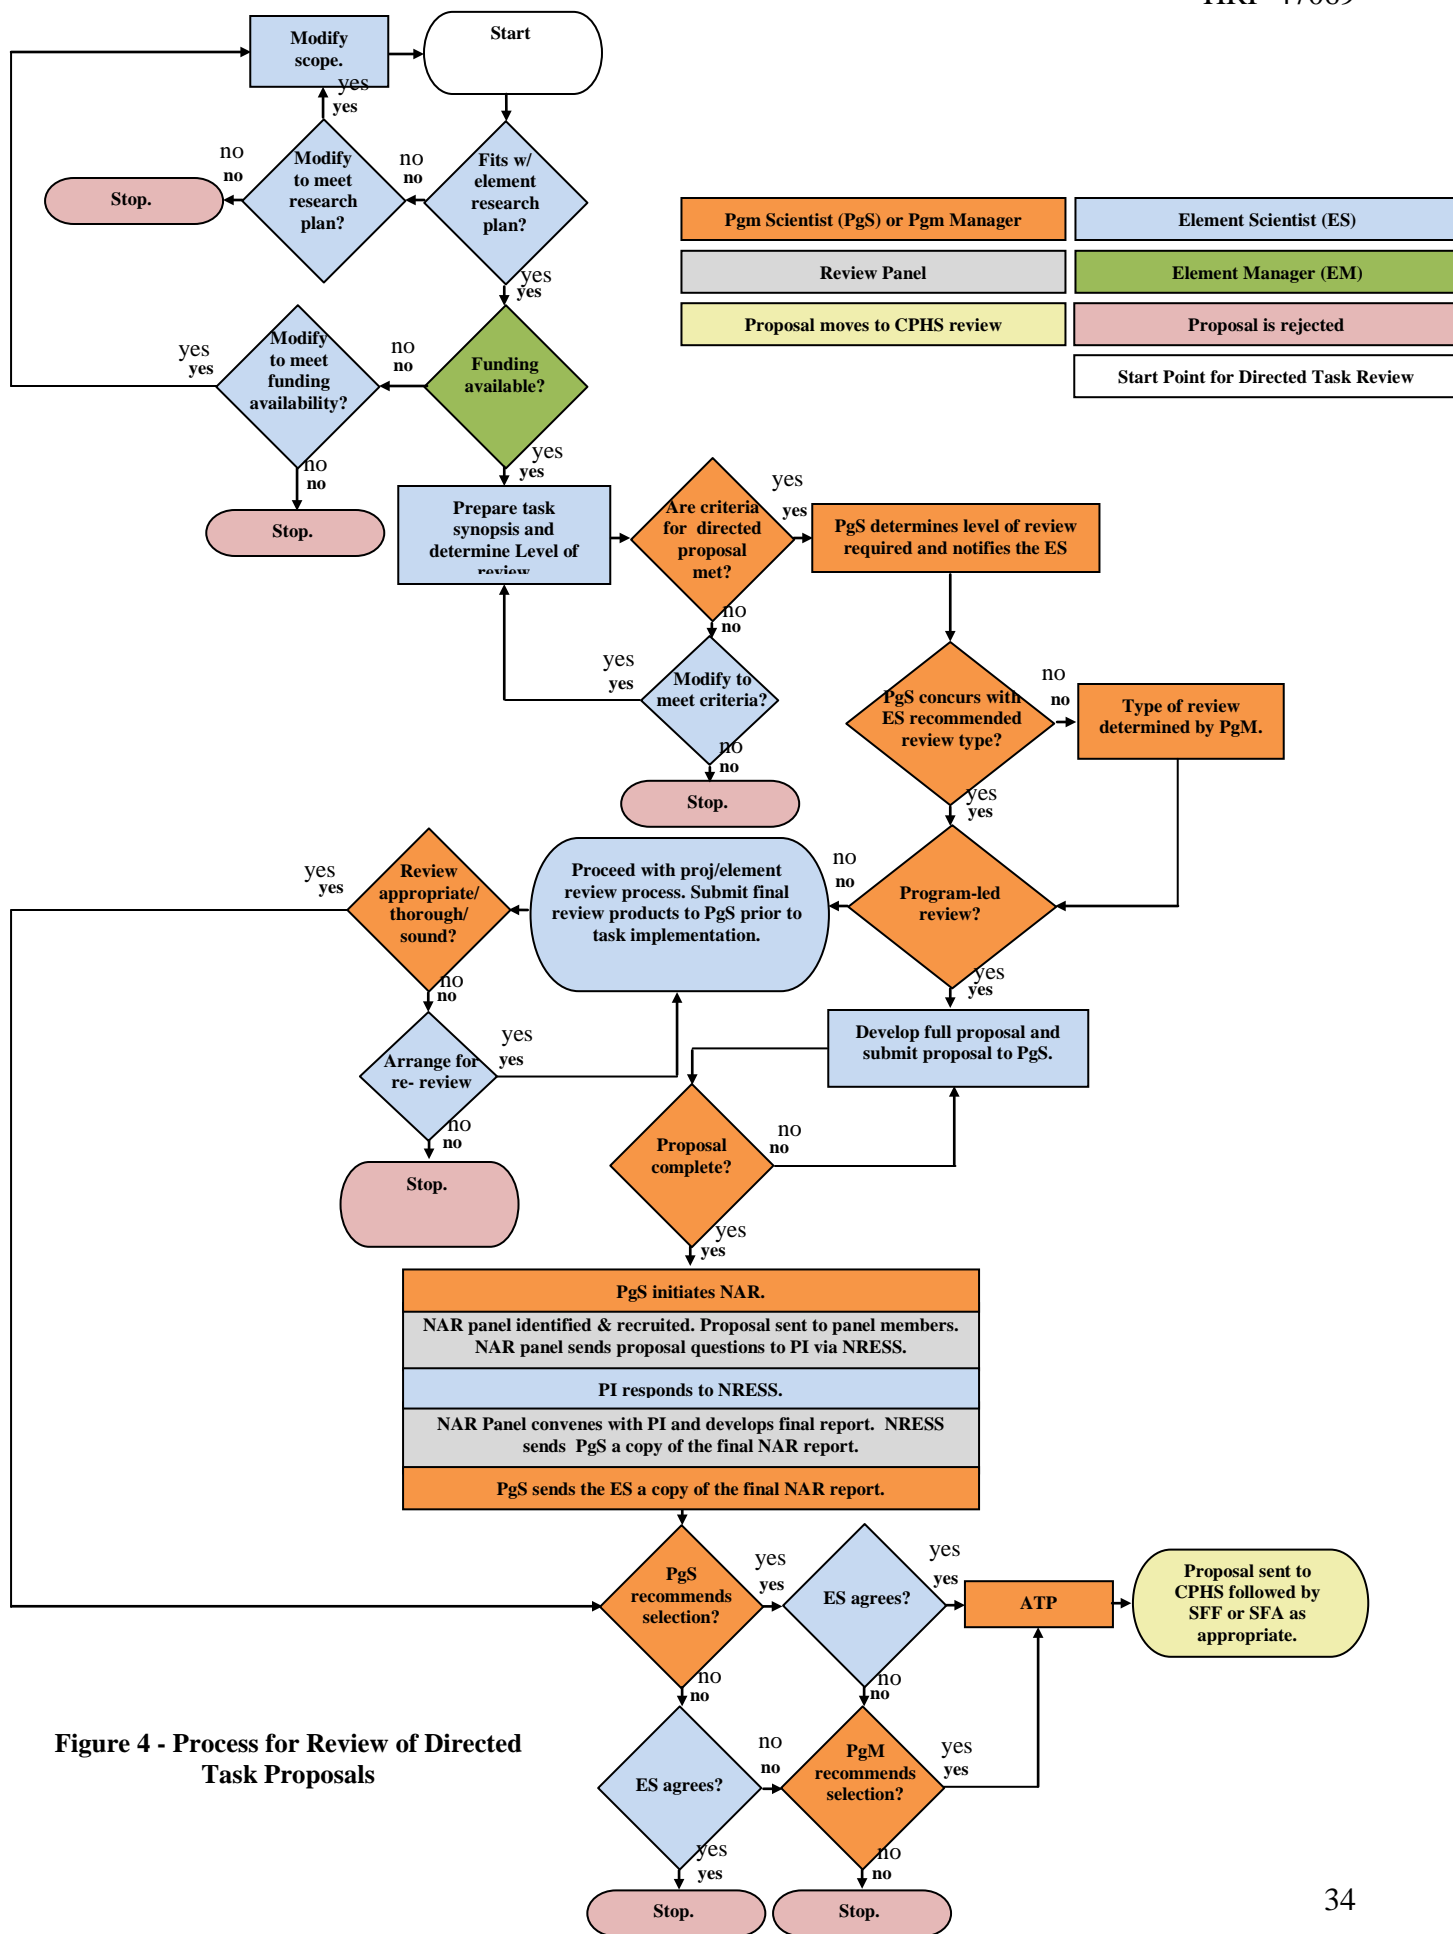 HRP-47069
Modify
scope.
Start
yes
yes
Modify
to meet
research
plan?
no
no
Fits w/
element
research
plan?
no
no
Stop.
Pgm Scientist (PgS) or Pgm Manager
Element Scientist (ES)
Review Panel
Element Manager (EM)
Proposal moves to CPHS review
Proposal is rejected
Start Point for Directed Task Review
yes
yes
Modify
to meet
funding
availability?
no
no
Funding
available?
yes
yes
no
no
Stop.
yes
yes
Prepare task
synopsis and
determine Level of
review
Are criteria
for directed
proposal
met?
yes
yes
PgS determines level of review
required and notifies the ES
no
no
yes
yes
Modify to
meet criteria?
PgS concurs with
ES recommended
review type?
no
no
Type of review
determined by PgM.
no
no
Stop.
yes
yes
yes
yes
Review
appropriate/
thorough/
sound?
Proceed with proj/element
review process. Submit final
review products to PgS prior to
task implementation.
no
no
Program-led
review?
no
no
yes
yes
Arrange for
re- review
yes
yes
Develop full proposal and
submit proposal to PgS.
no
no
Stop.
Proposal
complete?
no
no
yes
yes
PgS initiates NAR.
NAR panel identified & recruited. Proposal sent to panel members.
NAR panel sends proposal questions to PI via NRESS.
PI responds to NRESS.
NAR Panel convenes with PI and develops final report. NRESS
sends PgS a copy of the final NAR report.
PgS sends the ES a copy of the final NAR report.
PgS
recommends
selection?
yes
yes
ES agrees?
yes
yes
ATP
Proposal sent to
CPHS followed by
SFF or SFA as
appropriate.
no
no
no
no
Figure 4 - Process for Review of Directed
Task Proposals
ES agrees?
no
no
PgM
recommends
selection?
yes
yes
yes
yes
no
no
Stop.
Stop.
34